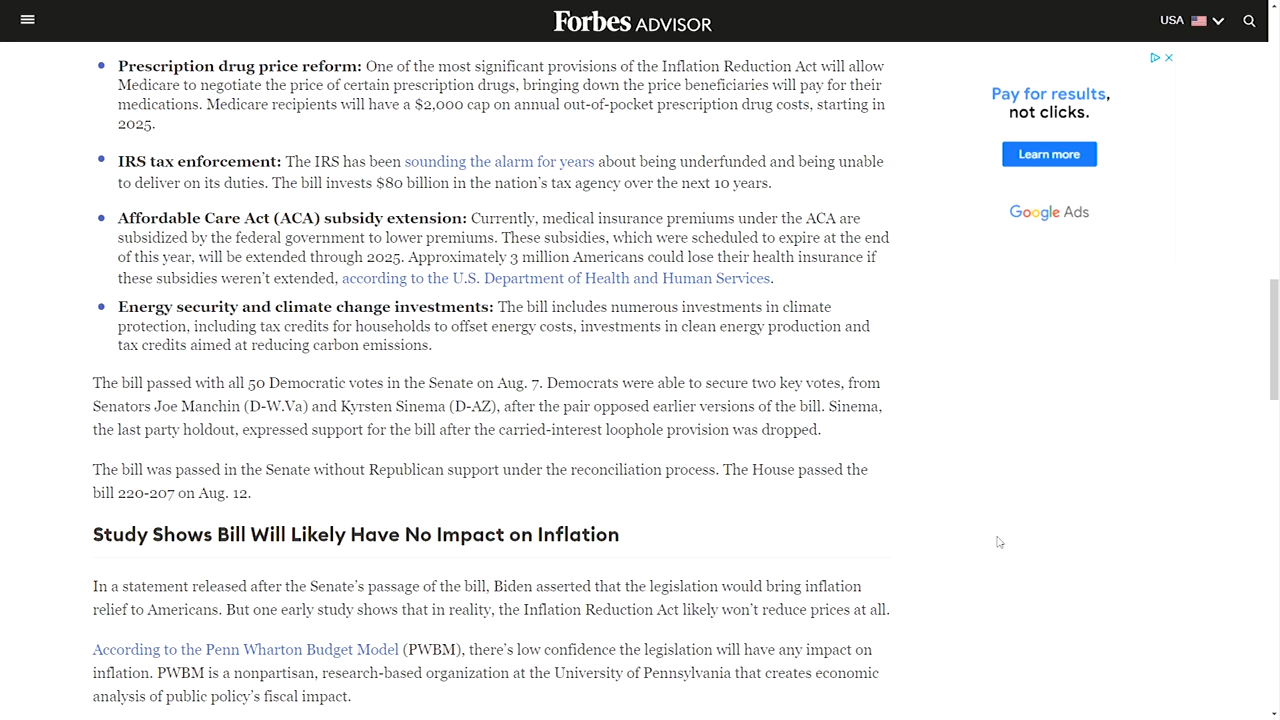 Forbes ADVISOR
USA
Prescription drug price reform: One of the most significant provisions of the Inflation Reduction Act will allow
Medicare to negotiate the price of certain prescription drugs, bringing down the price beneficiaries will pay for their
medications. Medicare recipients will have a $2,000 cap on annual out-of-pocket prescription drug costs, starting in
2025.
IRS tax enforcement: The IRS has been sounding the alarm for years about being underfunded and being unable
to deliver on its duties. The bill invests $80 billion in the nation's tax agency over the next 10 years.
Affordable Care Act (ACA) subsidy extension: Currently, medical insurance premiums under the ACA are
subsidized by the federal government to lower premiums. These subsidies, which were scheduled to expire at the end
of this year, will be extended through 2025. Approximately 3 million Americans could lose their health insurance if
these subsidies weren't extended, according to the U.S. Department of Health and Human Services.
Energy security and climate change investments: The bill includes numerous investments in climate
protection, including tax credits for households to offset energy costs, investments in clean energy production and
tax credits aimed at reducing carbon emissions.
The bill passed with all 50 Democratic votes in the Senate on Aug. 7. Democrats were able to secure two key votes, from
Senators Joe Manchin (D-W.Va) and Kyrsten Sinema (D-AZ), after the pair opposed earlier versions of the bill. Sinema,
the last party holdout, expressed support for the bill after the carried-interest loophole provision was dropped.
The bill was passed in the Senate without Republican support under the reconciliation process. The House passed the
bill 220-207 on Aug. 12.
Study Shows Bill Will Likely Have No Impact on Inflation
In a statement released after the Senate's passage of the bill, Biden asserted that the legislation would bring inflation
relief to Americans. But one early study shows that in reality, the Inflation Reduction Act likely won't reduce prices at all.
According to the Penn Wharton Budget Model (PWBM), there's low confidence the legislation will have any impact on
inflation. PWBM is a nonpartisan, research-based organization at the University of Pennsylvania that creates economic
analysis of public policy's fiscal impact.
Pay for results,
not clicks.
Learn more
Google Ads